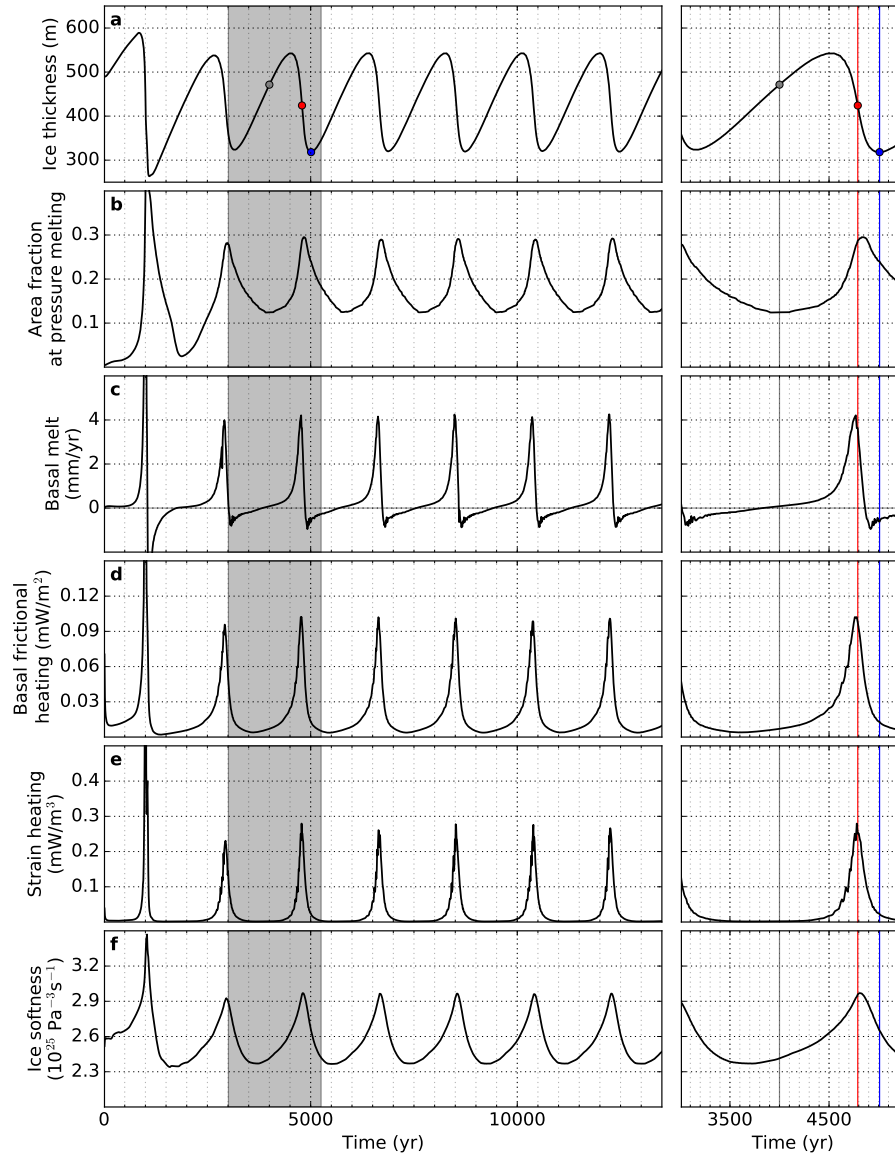 a
Ice thickness (m)
600
500
400
300
b
Area fraction
at pressure melting
0.3
0.2
0.1
c
Basal melt
(mm/yr)
4
2
0
d
Basal frictional
heating (mW/m²)
0.12
0.09
0.06
0.03
e
Strain heating
(mW/m³)
0.4
0.3
0.2
0.1
f
Ice softness
(10²⁵ Pa⁻³s⁻¹)
3.2
2.9
2.6
2.3
0 5000 10000 3500 4500
Time (yr) Time (yr)